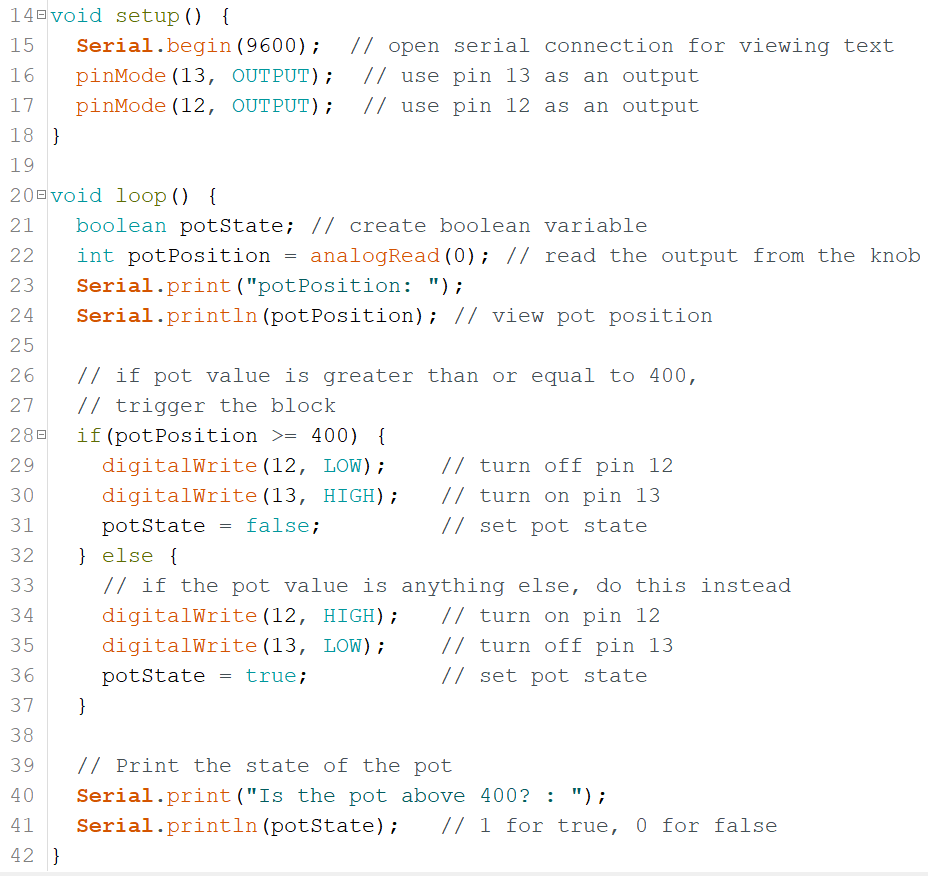 14 void setup() {
15   Serial.begin(9600);  // open serial connection for viewing text
16   pinMode(13, OUTPUT);  // use pin 13 as an output
17   pinMode(12, OUTPUT);  // use pin 12 as an output
18 }
19
20 void loop() {
21   boolean potState; // create boolean variable
22   int potPosition = analogRead(0); // read the output from the knob
23   Serial.print("potPosition: ");
24   Serial.println(potPosition); // view pot position
25
26   // if pot value is greater than or equal to 400,
27   // trigger the block
28   if(potPosition >= 400) {
29     digitalWrite(12, LOW);    // turn off pin 12
30     digitalWrite(13, HIGH);   // turn on pin 13
31     potState = false;         // set pot state
32   } else {
33     // if the pot value is anything else, do this instead
34     digitalWrite(12, HIGH);   // turn on pin 12
35     digitalWrite(13, LOW);    // turn off pin 13
36     potState = true;          // set pot state
37   }
38
39   // Print the state of the pot
40   Serial.print("Is the pot above 400? : ");
41   Serial.println(potState);   // 1 for true, 0 for false
42 }